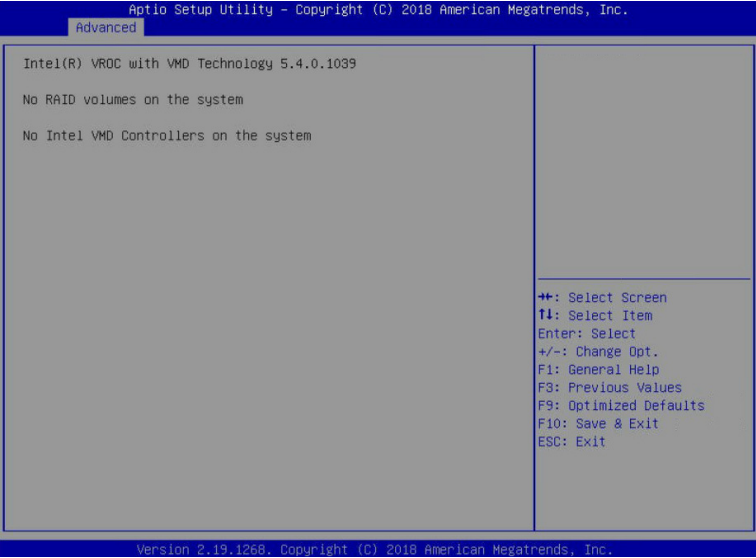 Aptio Setup Utility – Copyright (C) 2018 American Megatrends, Inc.
Advanced
Intel(R) VROC with VMD Technology 5.4.0.1039
No RAID volumes on the system
No Intel VMD Controllers on the system
→←: Select Screen
↑↓: Select Item
Enter: Select
+/-: Change Opt.
F1: General Help
F3: Previous Values
F9: Optimized Defaults
F10: Save & Exit
ESC: Exit
Version 2.19.1268. Copyright (C) 2018 American Megatrends, Inc.